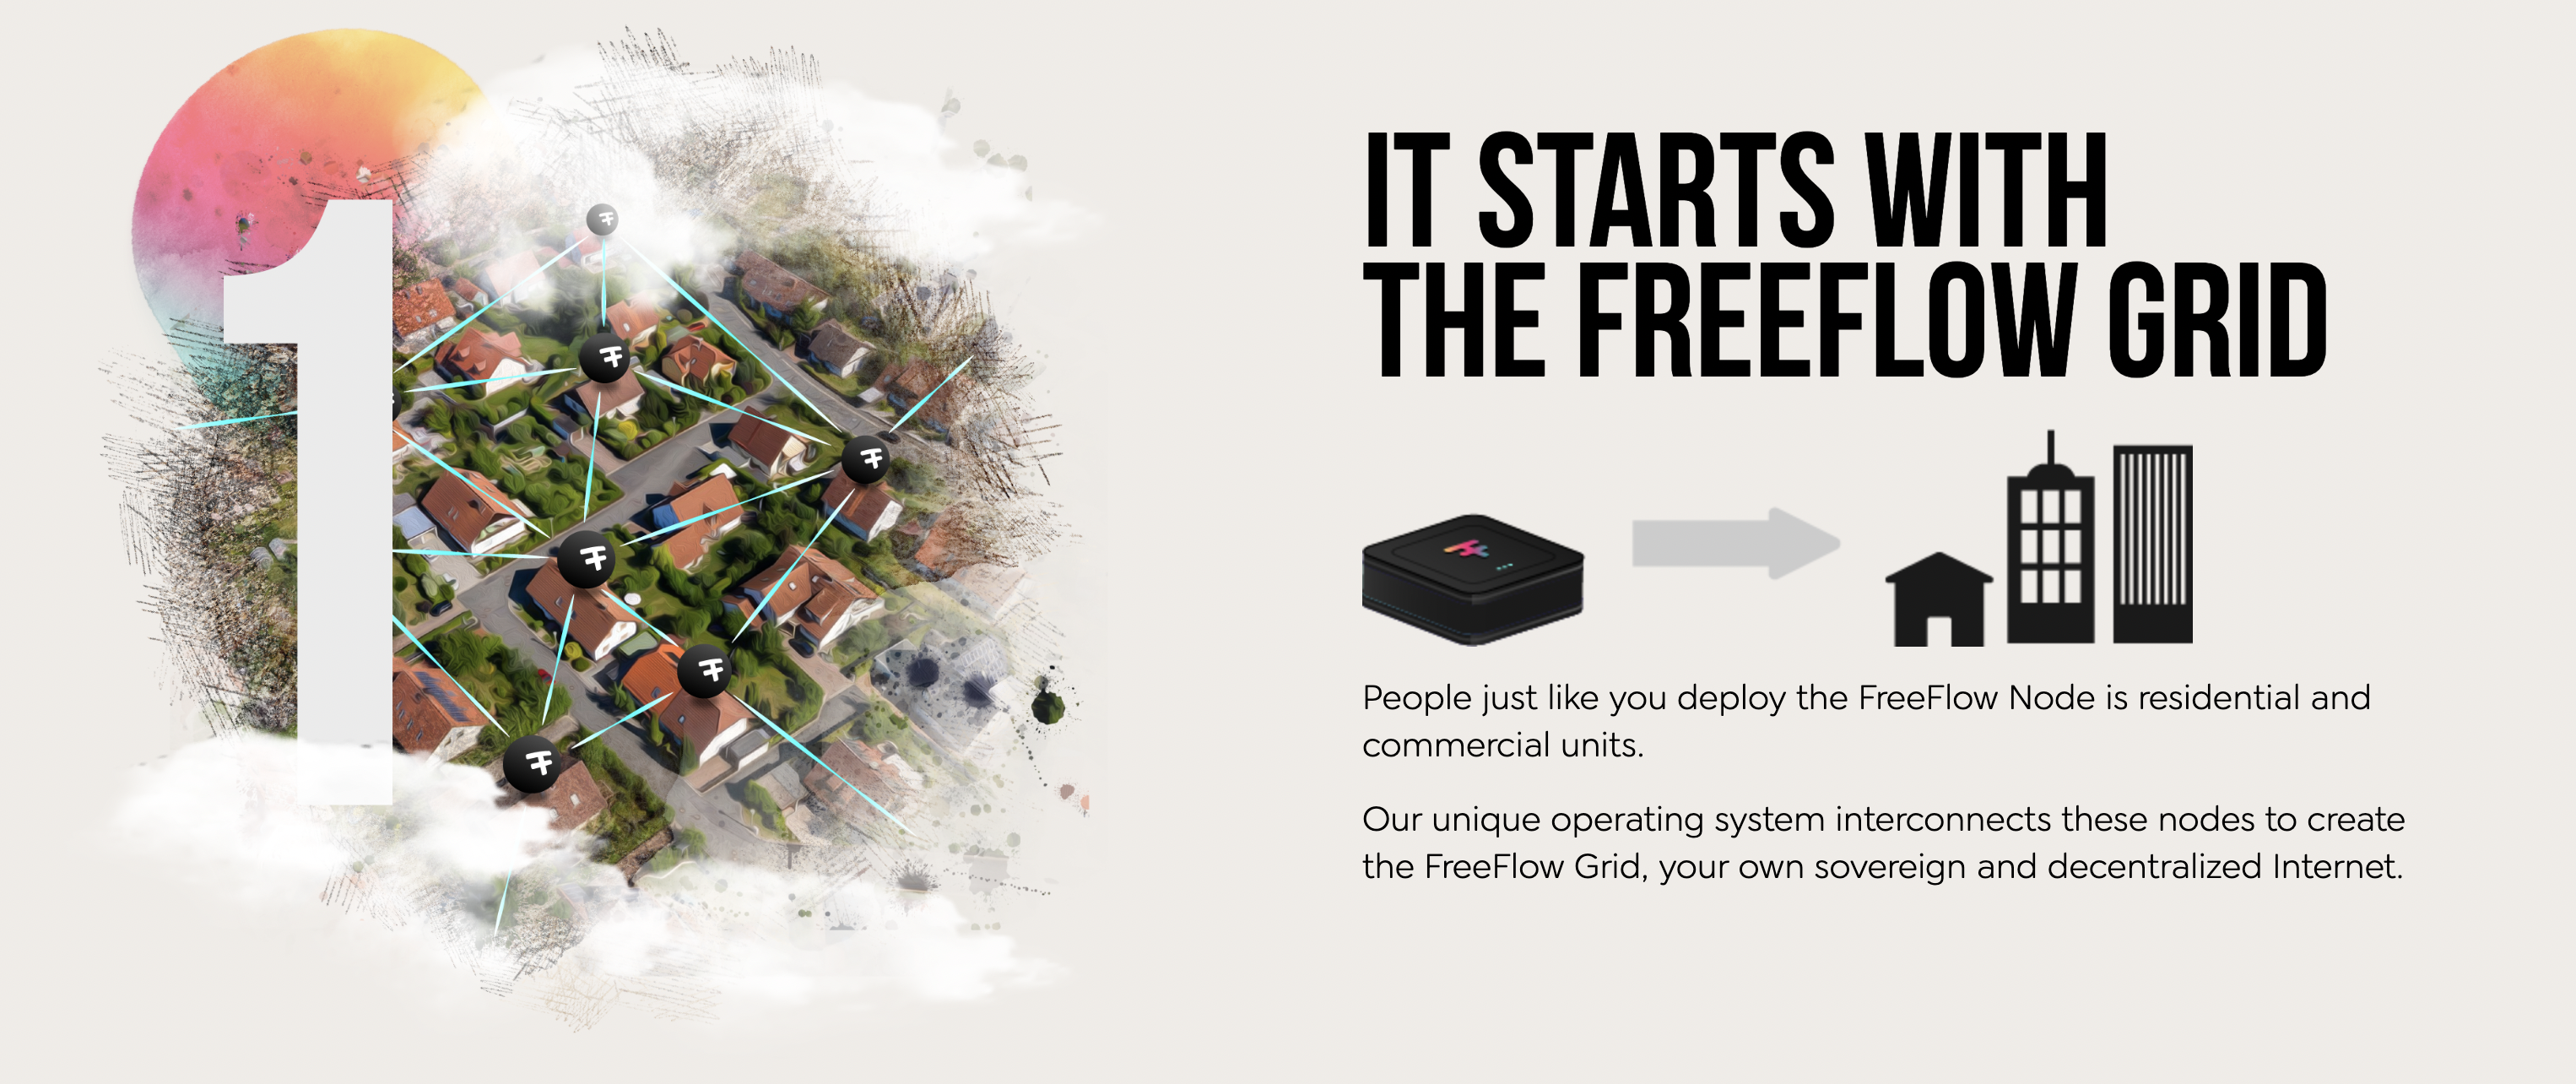 1
IT STARTS WITH
THE FREEFLOW GRID
People just like you deploy the FreeFlow Node is residential and
commercial units.
Our unique operating system interconnects these nodes to create
the FreeFlow Grid, your own sovereign and decentralized Internet.